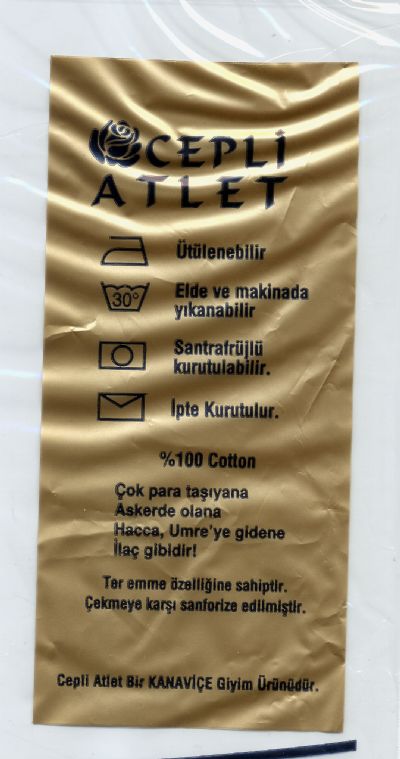 CEPLİ
ATLET
Ütülenebilir
30°
Elde ve makinada
yıkanabilir
Santrafrüjlü
kurutulabilir.
İpte Kurutulur.
%100 Cotton
Çok para taşıyana
Askerde olana
Hacca, Umre'ye gidene
İlaç gibidir!
Ter emme özelliğine sahiptir.
Çekmeye karşı sanforize edilmiştir.
Cepli Atlet Bir KANAVİÇE Giyim Ürünüdür.